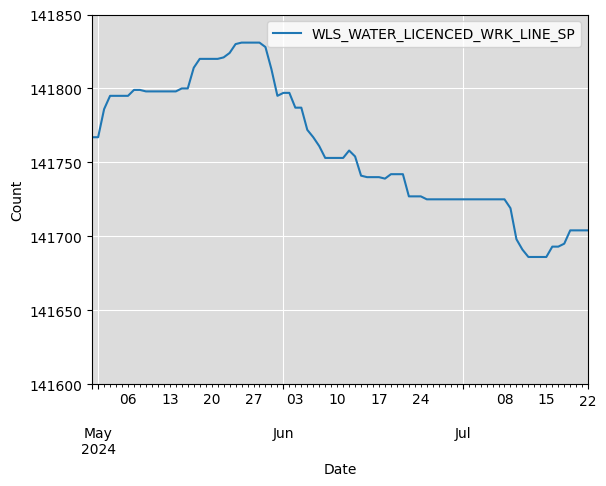 WLS_WATER_LICENCED_WRK_LINE_SP
141850
141800
141750
141700
141650
141600
Count
06 13 20 27 03 10 17 24 08 15 22
May Jun Jul
2024
Date